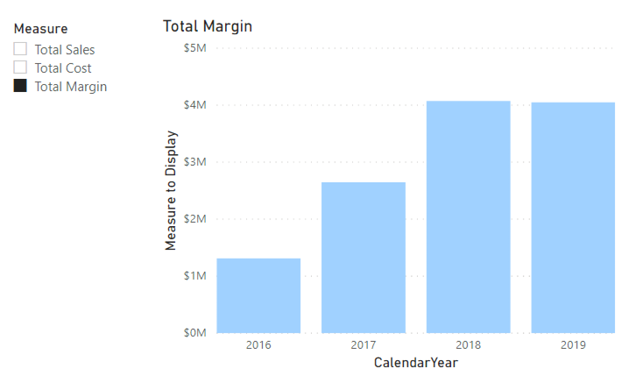 Measure
Total Sales
Total Cost
Total Margin
Total Margin
$5M
$4M
$3M
$2M
$1M
$0M
Measure to Display
2016 2017 2018 2019
CalendarYear